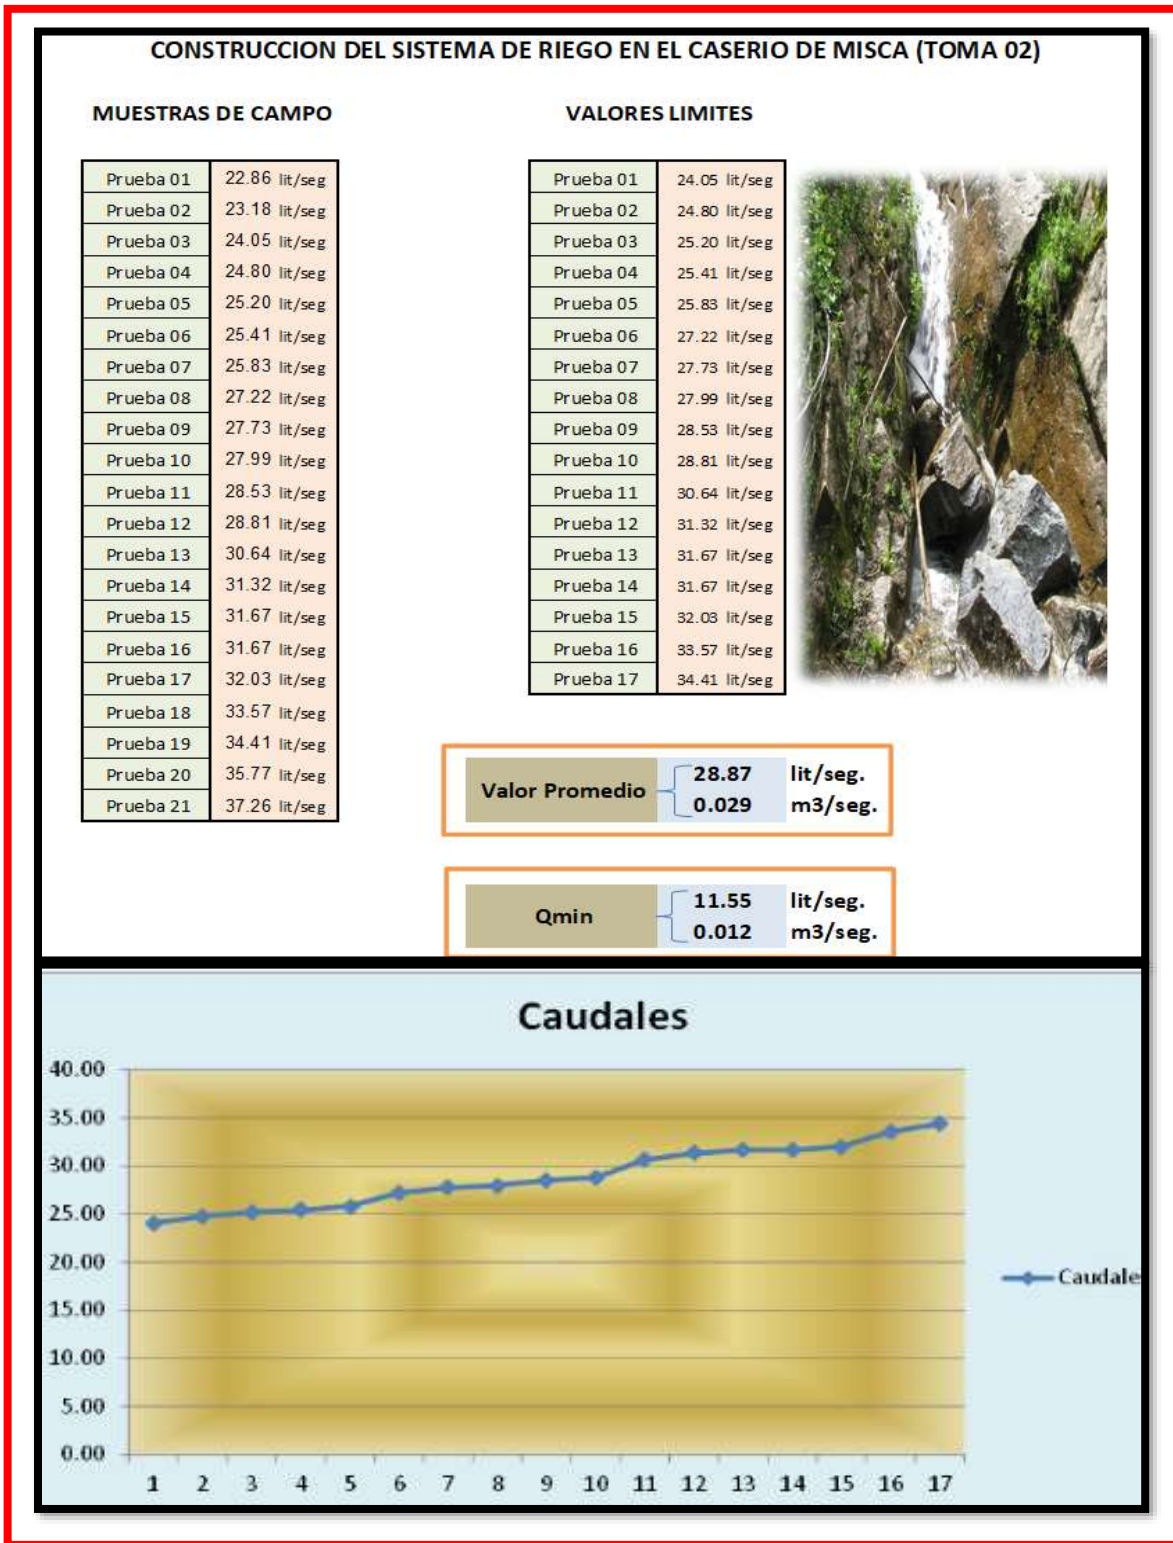 CONSTRUCCION DEL SISTEMA DE RIEGO EN EL CASERIO DE MISCA (TOMA 02)
MUESTRAS DE CAMPO
Prueba 01 22.86 lit/seg
Prueba 02 23.18 lit/seg
Prueba 03 24.05 lit/seg
Prueba 04 24.80 lit/seg
Prueba 05 25.20 lit/seg
Prueba 06 25.41 lit/seg
Prueba 07 25.83 lit/seg
Prueba 08 27.22 lit/seg
Prueba 09 27.73 lit/seg
Prueba 10 27.99 lit/seg
Prueba 11 28.53 lit/seg
Prueba 12 28.81 lit/seg
Prueba 13 30.64 lit/seg
Prueba 14 31.32 lit/seg
Prueba 15 31.67 lit/seg
Prueba 16 31.67 lit/seg
Prueba 17 32.03 lit/seg
Prueba 18 33.57 lit/seg
Prueba 19 34.41 lit/seg
Prueba 20 35.77 lit/seg
Prueba 21 37.26 lit/seg
VALORES LIMITES
Prueba 01 24.05 lit/seg
Prueba 02 24.80 lit/seg
Prueba 03 25.20 lit/seg
Prueba 04 25.41 lit/seg
Prueba 05 25.83 lit/seg
Prueba 06 27.22 lit/seg
Prueba 07 27.73 lit/seg
Prueba 08 27.99 lit/seg
Prueba 09 28.53 lit/seg
Prueba 10 28.81 lit/seg
Prueba 11 30.64 lit/seg
Prueba 12 31.32 lit/seg
Prueba 13 31.67 lit/seg
Prueba 14 31.67 lit/seg
Prueba 15 32.03 lit/seg
Prueba 16 33.57 lit/seg
Prueba 17 34.41 lit/seg
Valor Promedio
28.87 lit/seg.
0.029 m3/seg.
Qmin
11.55 lit/seg.
0.012 m3/seg.
Caudales
40.00
35.00
30.00
25.00
20.00
15.00
10.00
5.00
0.00
1 2 3 4 5 6 7 8 9 10 11 12 13 14 15 16 17
Caudale